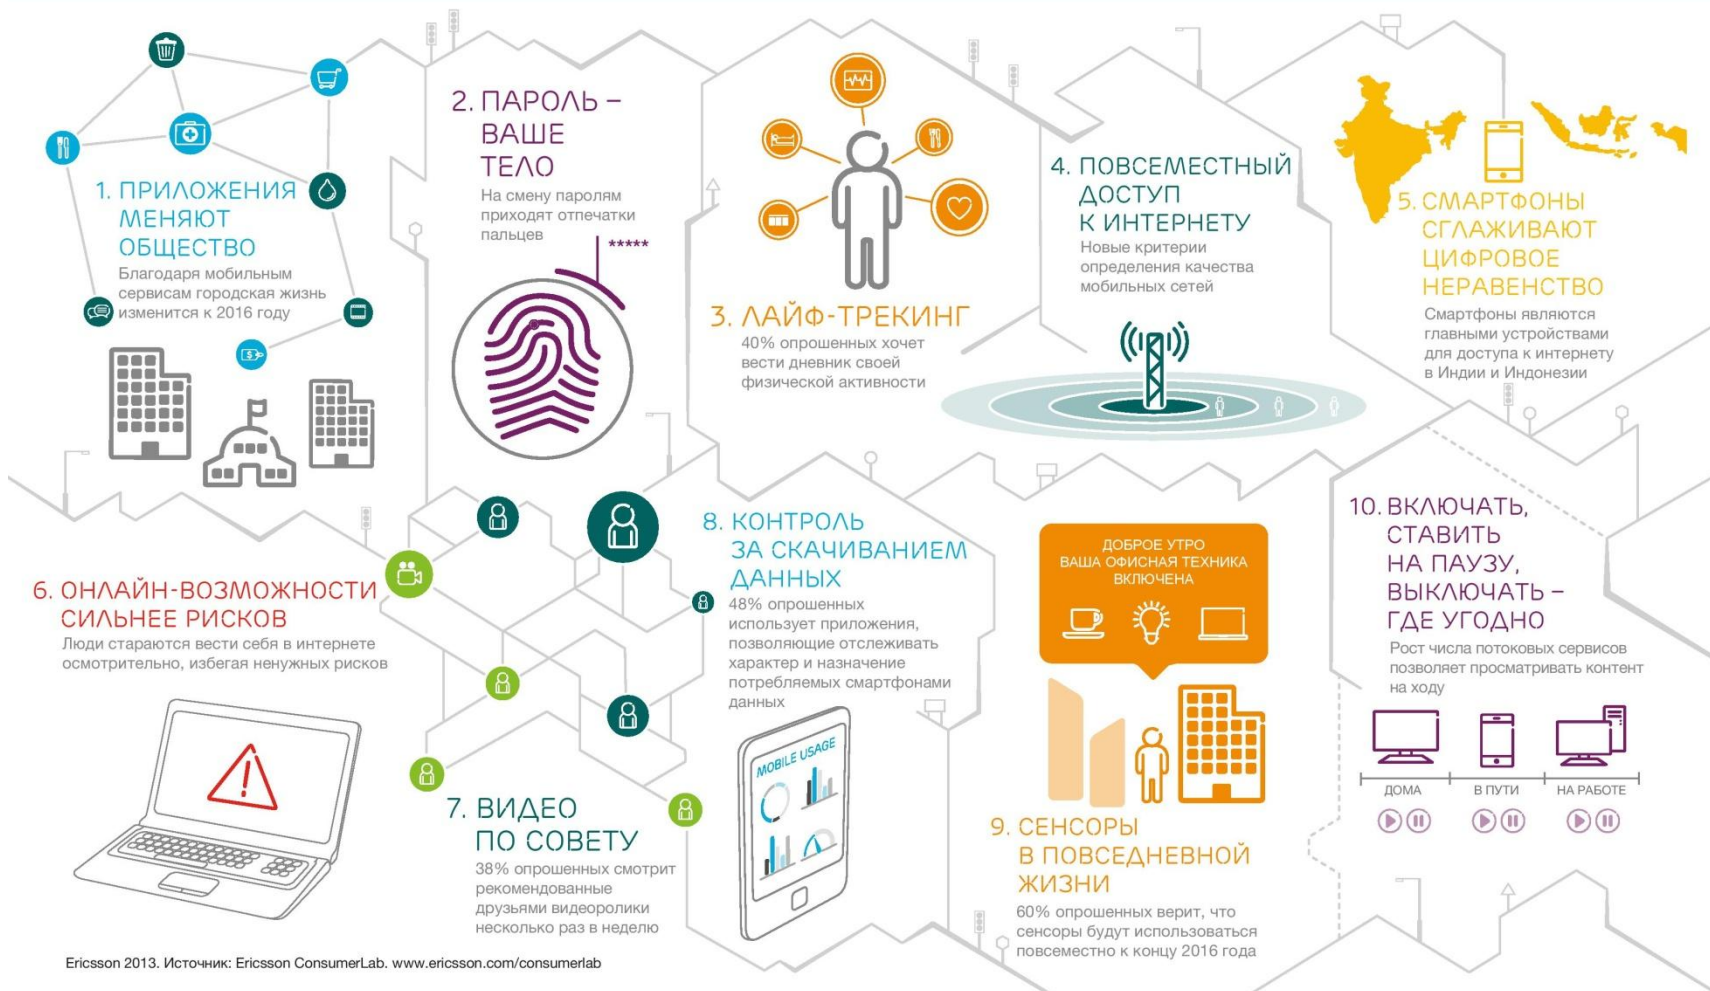 1. ПРИЛОЖЕНИЯ
МЕНЯЮТ
ОБЩЕСТВО
Благодаря мобильным
сервисам городская жизнь
изменится к 2016 году
2. ПАРОЛЬ –
ВАШЕ
ТЕЛО
На смену паролям
приходят отпечатки
пальцев
*****
3. ЛАЙФ-ТРЕКИНГ
40% опрошенных хочет
вести дневник своей
физической активности
4. ПОВСЕМЕСТНЫЙ
ДОСТУП
К ИНТЕРНЕТУ
Новые критерии
определения качества
мобильных сетей
5. СМАРТФОНЫ
СГЛАЖИВАЮТ
ЦИФРОВОЕ
НЕРАВЕНСТВО
Смартфоны являются
главными устройствами
для доступа к интернету
в Индии и Индонезии
6. ОНЛАЙН-ВОЗМОЖНОСТИ
СИЛЬНЕЕ РИСКОВ
Люди стараются вести себя в интернете
осмотрительно, избегая ненужных рисков
7. ВИДЕО
ПО СОВЕТУ
38% опрошенных смотрит
рекомендованные
друзьями видеоролики
несколько раз в неделю
8. КОНТРОЛЬ
ЗА СКАЧИВАНИЕМ
ДАННЫХ
48% опрошенных
использует приложения,
позволяющие отслеживать
характер и назначение
потребляемых смартфонами
данных
MOBILE USAGE
ДОБРОЕ УТРО
ВАША ОФИСНАЯ ТЕХНИКА
ВКЛЮЧЕНА
9. СЕНСОРЫ
В ПОВСЕДНЕВНОЙ
ЖИЗНИ
60% опрошенных верит, что
сенсоры будут использоваться
повсеместно к концу 2016 года
10. ВКЛЮЧАТЬ,
СТАВИТЬ
НА ПАУЗУ,
ВЫКЛЮЧАТЬ –
ГДЕ УГОДНО
Рост числа потоковых сервисов
позволяет просматривать контент
на ходу
ДОМА
В ПУТИ
НА РАБОТЕ
Ericsson 2013. Источник: Ericsson ConsumerLab. www.ericsson.com/consumerlab